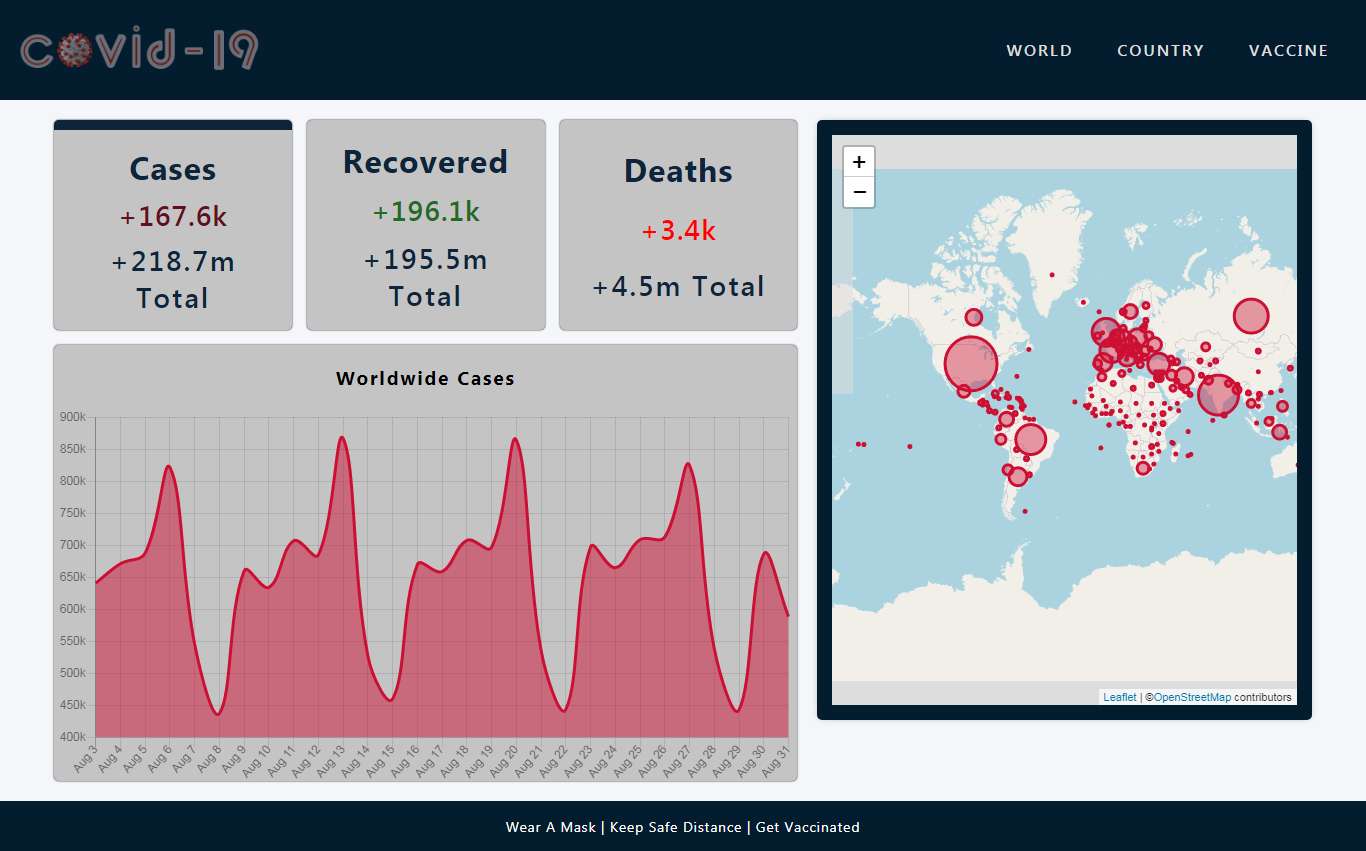 COVID-19
WORLD COUNTRY VACCINE
Cases
+167.6k
+218.7m
Total
Recovered
+196.1k
+195.5m
Total
Deaths
+3.4k
+4.5m Total
Worldwide Cases
900k
850k
800k
750k
700k
650k
600k
550k
500k
450k
400k
Aug 3 Aug 4 Aug 5 Aug 6 Aug 7 Aug 8 Aug 9 Aug 10 Aug 11 Aug 12 Aug 13 Aug 14 Aug 15 Aug 16 Aug 17 Aug 18 Aug 19 Aug 20 Aug 21 Aug 22 Aug 23 Aug 24 Aug 25 Aug 26 Aug 27 Aug 28 Aug 29 Aug 30 Aug 31
+
−
Leaflet | ©OpenStreetMap contributors
Wear A Mask | Keep Safe Distance | Get Vaccinated